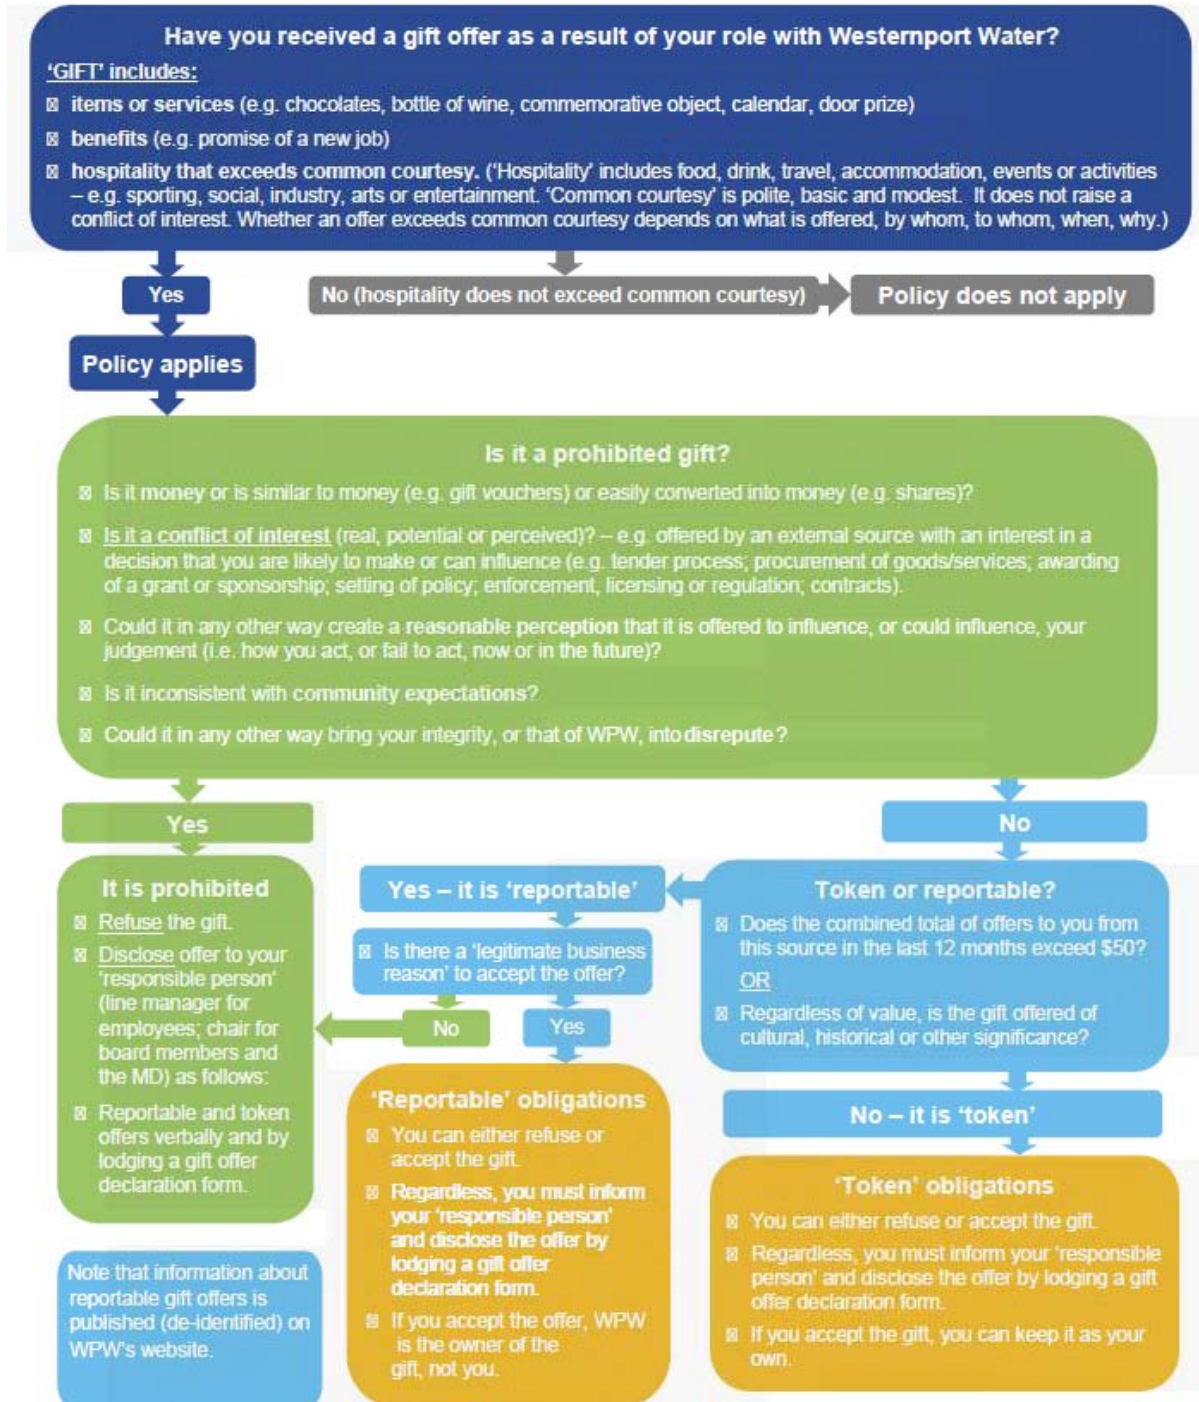 Have you received a gift offer as a result of your role with Westernport Water?
‘GIFT’ includes:
items or services (e.g. chocolates, bottle of wine, commemorative object, calendar, door prize)
benefits (e.g. promise of a new job)
hospitality that exceeds common courtesy. (‘Hospitality’ includes food, drink, travel, accommodation, events or activities
– e.g. sporting, social, industry, arts or entertainment. ‘Common courtesy’ is polite, basic and modest. It does not raise a
conflict of interest. Whether an offer exceeds common courtesy depends on what is offered, by whom, to whom, when, why.)
Yes
No (hospitality does not exceed common courtesy)
Policy does not apply
Policy applies
Is it a prohibited gift?
Is it money or is similar to money (e.g. gift vouchers) or easily converted into money (e.g. shares)?
Is it a conflict of interest (real, potential or perceived)? – e.g. offered by an external source with an interest in a
decision that you are likely to make or can influence (e.g. tender process; procurement of goods/services; awarding
of a grant or sponsorship; setting of policy; enforcement, licensing or regulation; contracts).
Could it in any other way create a reasonable perception that it is offered to influence, or could influence, your
judgement (i.e. how you act, or fail to act, now or in the future)?
Is it inconsistent with community expectations?
Could it in any other way bring your integrity, or that of WPW, into disrepute?
Yes
It is prohibited
Refuse the gift.
Disclose offer to your
‘responsible person’
(line manager for
employees; chair for
board members and
the MD) as follows:
Reportable and token
offers verbally and by
lodging a gift offer
declaration form.
Note that information about
reportable gift offers is
published (de-identified) on
WPW’s website.
No
Token or reportable?
Does the combined total of offers to you from
this source in the last 12 months exceed $50?
OR
Regardless of value, is the gift offered of
cultural, historical or other significance?
Yes – it is ‘reportable’
Is there a ‘legitimate business
reason’ to accept the offer?
No
Yes
‘Reportable’ obligations
You can either refuse or
accept the gift.
Regardless, you must inform
your ‘responsible person’
and disclose the offer by
lodging a gift offer
declaration form.
If you accept the offer, WPW
is the owner of the
gift, not you.
No – it is ‘token’
‘Token’ obligations
You can either refuse or accept the gift.
Regardless, you must inform your ‘responsible
person’ and disclose the offer by lodging a gift
offer declaration form.
If you accept the gift, you can keep it as your
own.